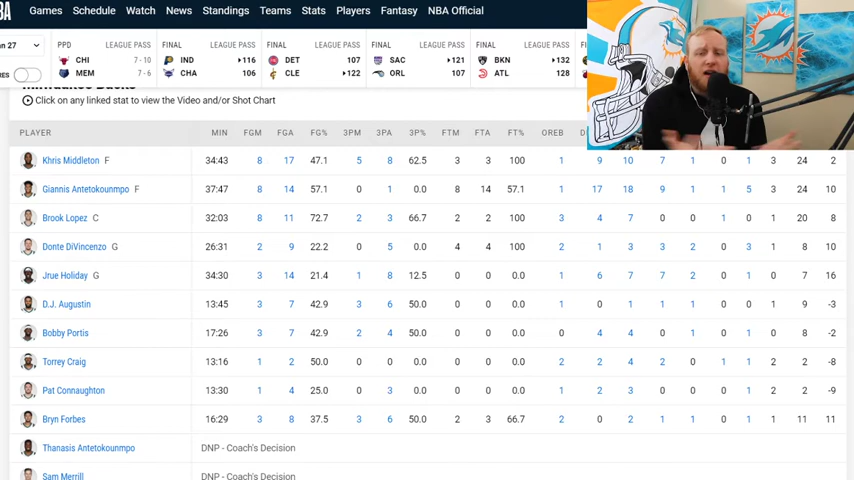 BA Games Schedule Watch News Standings Teams Stats Players Fantasy NBA Official
n 27
PPD LEAGUE PASS
CHI 7 - 10
MEM 7 - 6
FINAL LEAGUE PASS
IND 116
CHA 106
FINAL LEAGUE PASS
DET 107
CLE 122
FINAL LEAGUE PASS
SAC 121
ORL 107
FINAL LEAGUE PASS
BKN 132
ATL 128
FINAL
RES
Milwaukee Bucks
Click on any linked stat to view the Video and/or Shot Chart
PLAYER MIN FGM FGA FG% 3PM 3PA 3P% FTM FTA FT% OREB
Khris Middleton F 34:43 8 17 47.1 5 8 62.5 3 3 100 1 9 10 7 1 0 1 3 24 2
Giannis Antetokounmpo F 37:47 8 14 57.1 0 1 0.0 8 14 57.1 1 17 18 9 1 1 5 3 24 10
Brook Lopez C 32:03 8 11 72.7 2 3 66.7 2 2 100 3 4 7 0 0 1 0 1 20 8
Donte DiVincenzo G 26:31 2 9 22.2 0 5 0.0 4 4 100 2 1 3 3 2 0 3 1 8 10
Jrue Holiday G 34:30 3 14 21.4 1 8 12.5 0 0 0.0 1 6 7 7 2 0 1 0 7 16
D.J. Augustin 13:45 3 7 42.9 3 6 50.0 0 0 0.0 1 0 1 1 1 0 0 1 9 -3
Bobby Portis 17:26 3 7 42.9 2 4 50.0 0 0 0.0 0 4 4 0 1 0 1 0 8 -2
Torrey Craig 13:16 1 2 50.0 0 0 0.0 0 0 0.0 2 2 4 2 0 1 1 2 2 -8
Pat Connaughton 13:30 1 4 25.0 0 3 0.0 0 0 0.0 1 2 3 0 0 0 1 2 2 -9
Bryn Forbes 16:29 3 8 37.5 3 6 50.0 2 3 66.7 2 0 2 1 1 0 1 1 11 11
Thanasis Antetokounmpo DNP - Coach's Decision
Sam Merrill DNP - Coach's Decision